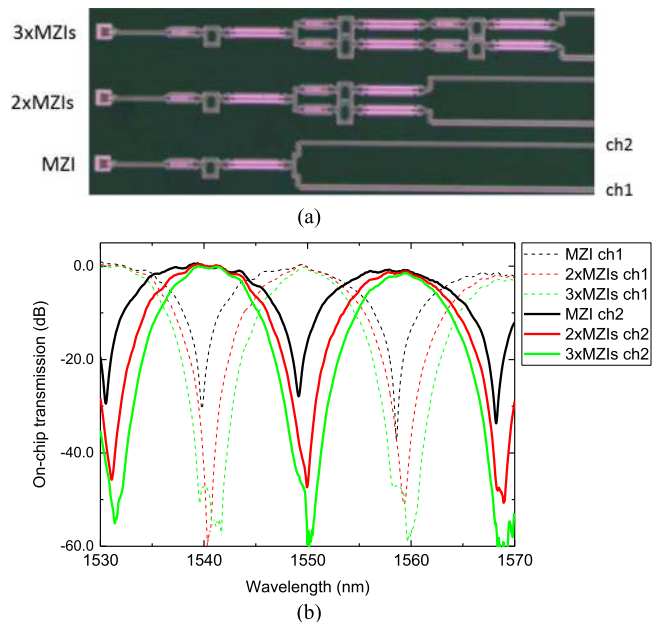 3xMZIs
2xMZIs
MZI
ch2
ch1
(a)
On-chip transmission (dB)
0.0
-20.0
-40.0
-60.0
1530
1540
1550
1560
1570
Wavelength (nm)
MZI ch1
2xMZIs ch1
3xMZIs ch1
MZI ch2
2xMZIs ch2
3xMZIs ch2
(b)